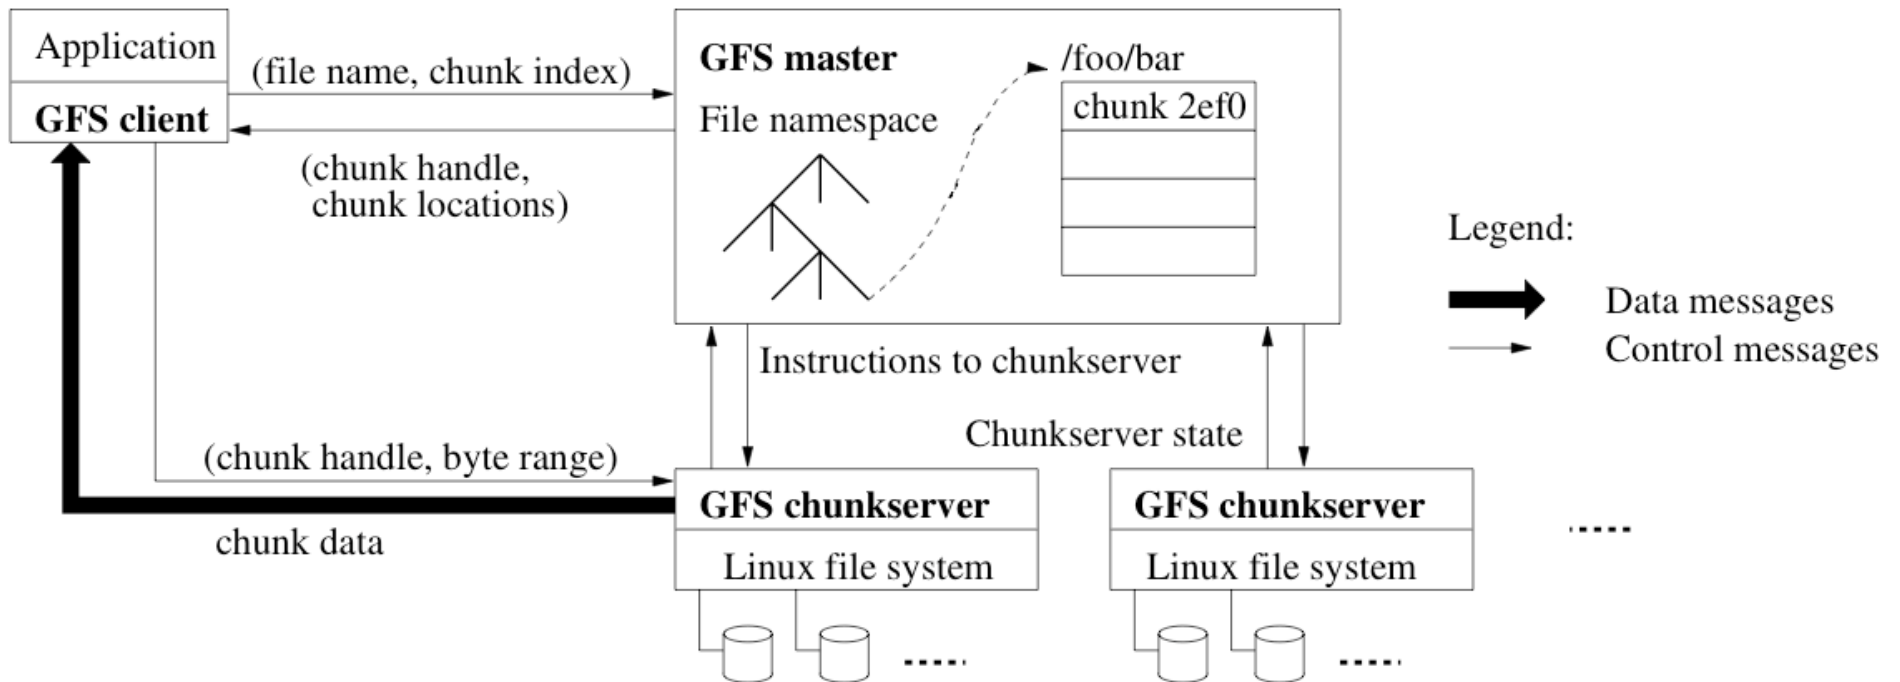 Application
GFS client
(file name, chunk index)
(chunk handle,
chunk locations)
GFS master
File namespace
/foo/bar
chunk 2ef0
Legend:
Data messages
Control messages
Instructions to chunkserver
Chunkserver state
(chunk handle, byte range)
chunk data
GFS chunkserver
Linux file system
GFS chunkserver
Linux file system